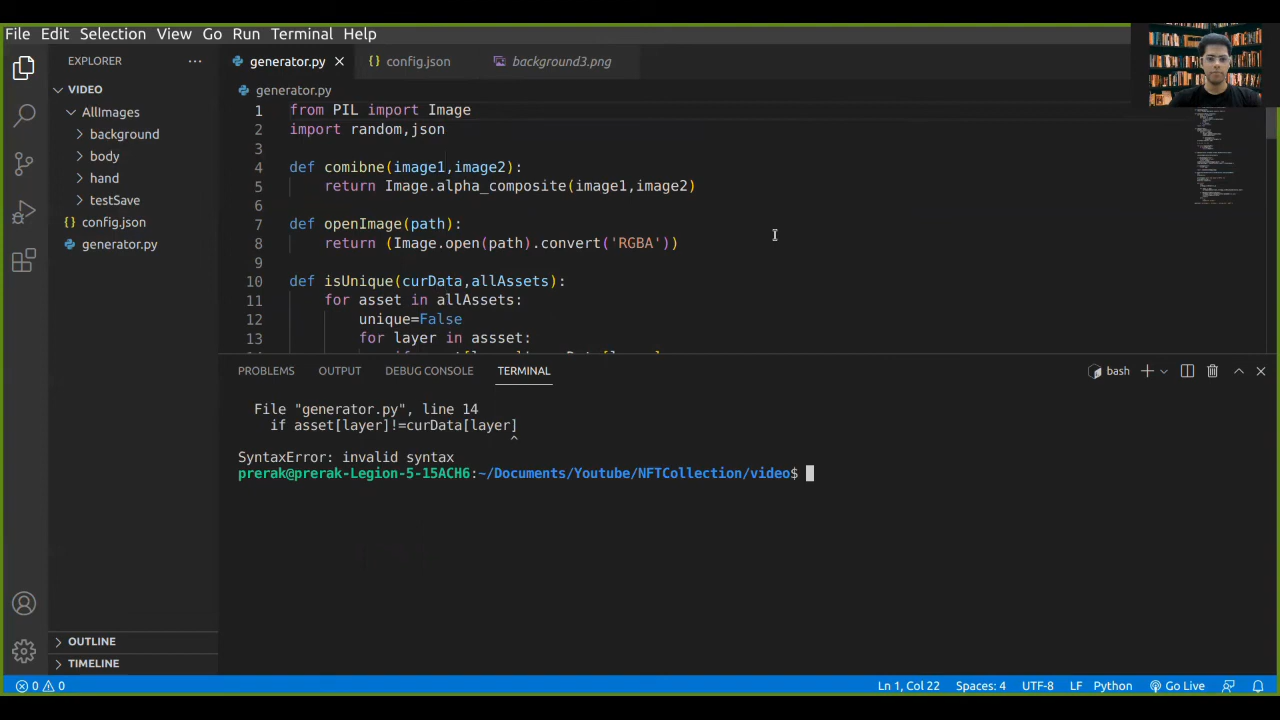 File Edit Selection View Go Run Terminal Help
EXPLORER
VIDEO
AllImages
background
body
hand
testSave
config.json
generator.py
OUTLINE
TIMELINE
generator.py
{} config.json
background3.png
generator.py
1 from PIL import Image
2 import random,json
3
4 def comibne(image1,image2):
5 return Image.alpha_composite(image1,image2)
6
7 def openImage(path):
8 return (Image.open(path).convert('RGBA'))
9
10 def isUnique(curData,allAssets):
11 for asset in allAssets:
12 unique=False
13 for layer in assset:
PROBLEMS OUTPUT DEBUG CONSOLE TERMINAL
bash
File "generator.py", line 14
if asset[layer]!=curData[layer]
^
SyntaxError: invalid syntax
prerak@prerak-Legion-5-15ACH6:~/Documents/Youtube/NFTCollection/video$
0 0
Ln 1, Col 22 Spaces: 4 UTF-8 LF Python Go Live